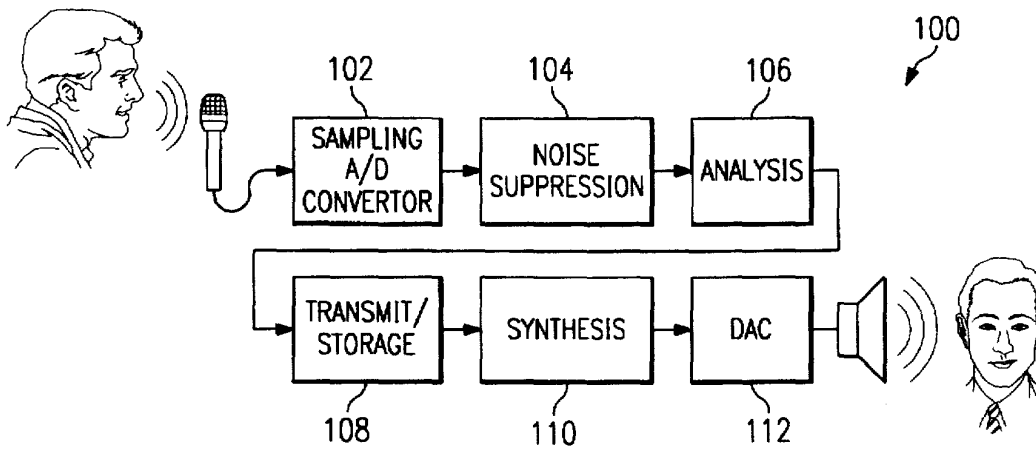 100
102
104
106
SAMPLING
A/D
CONVERTOR
NOISE
SUPPRESSION
ANALYSIS
TRANSMIT/
STORAGE
SYNTHESIS
DAC
108
110
112